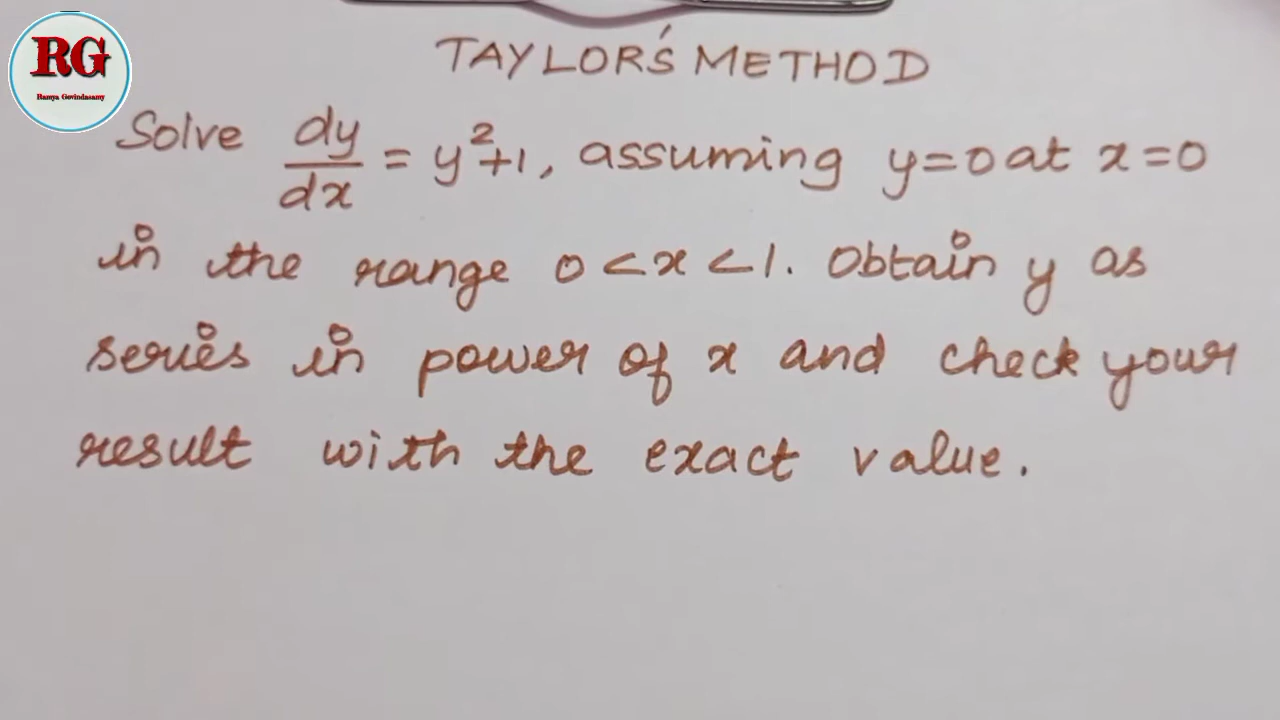 RG
Ramya Govindasamy
TAYLOR'S METHOD
Solve dy/dx = y²+1, assuming y=0 at x=0
in the range 0<x<1. Obtain y as
series in power of x and check your
result with the exact value.